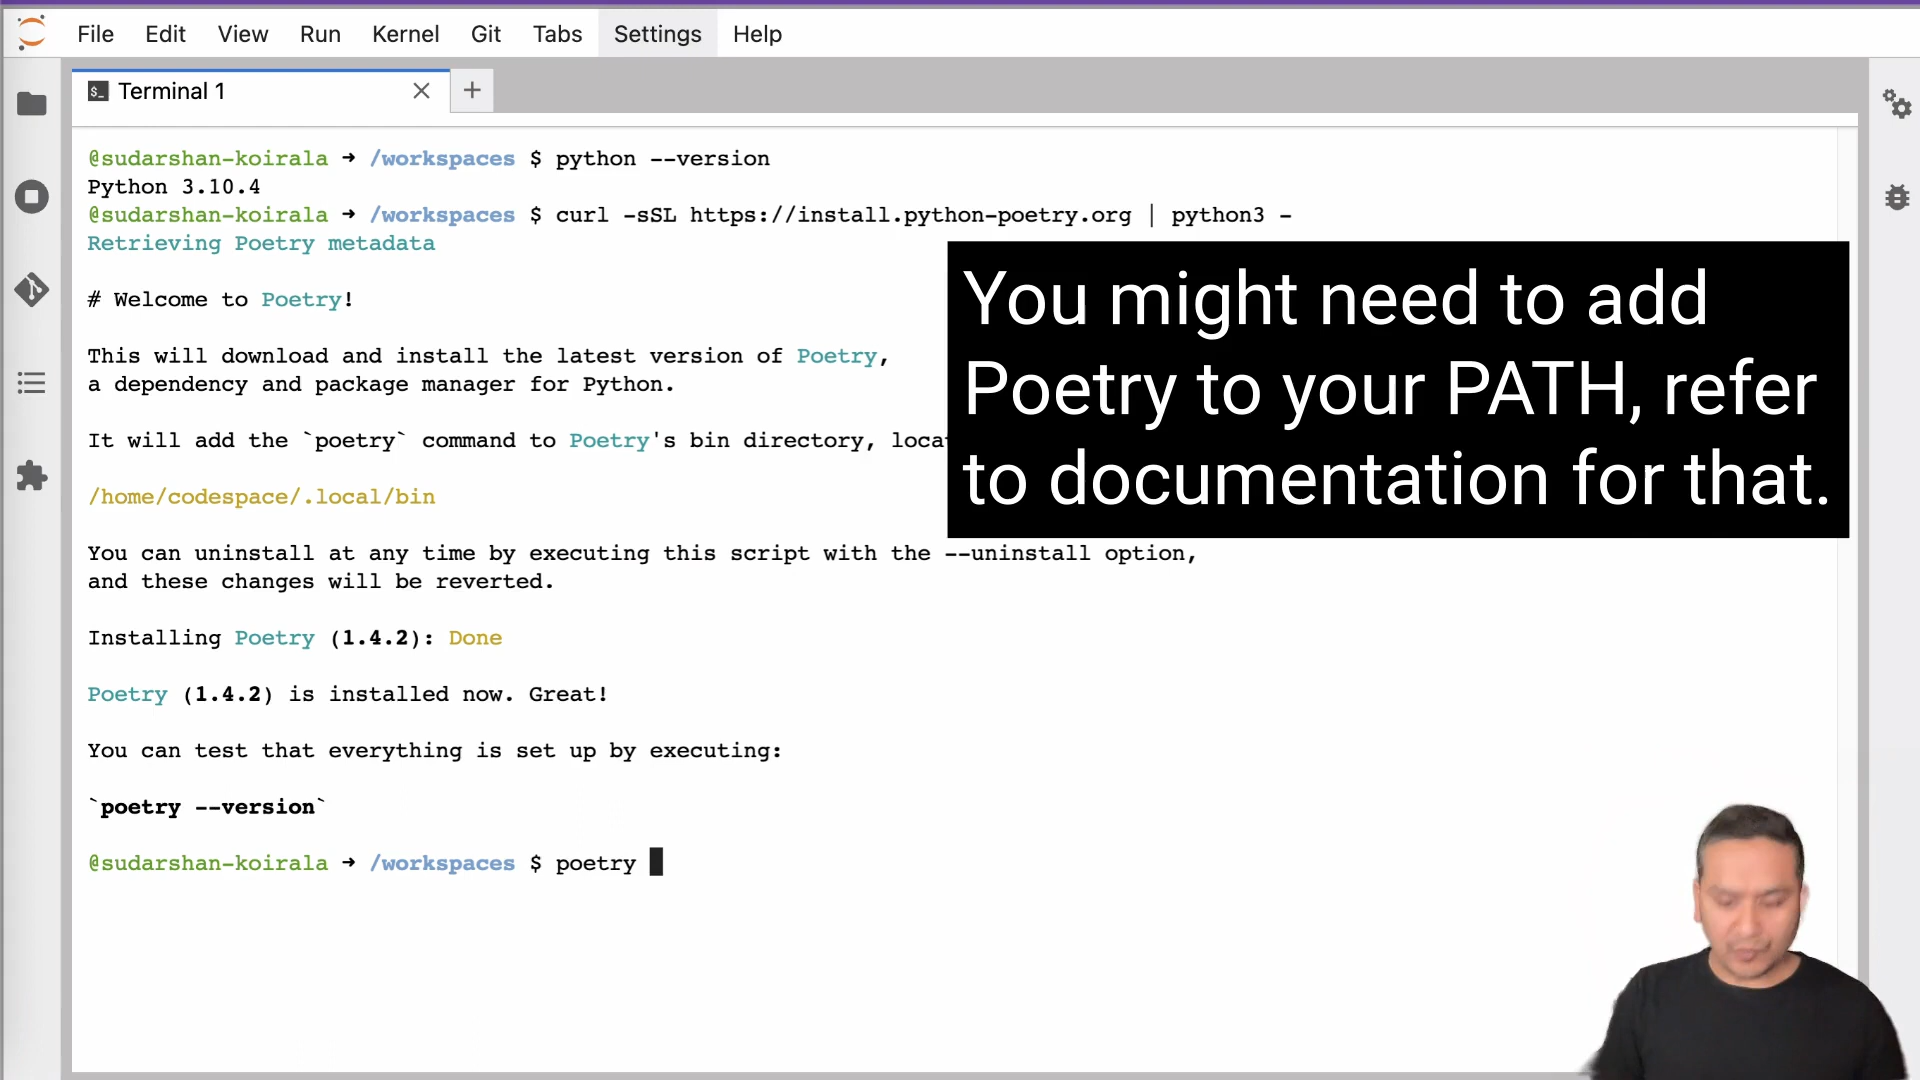 File Edit View Run Kernel Git Tabs Settings Help
$_ Terminal 1
@sudarshan-koirala ➜ /workspaces $ python --version
Python 3.10.4
@sudarshan-koirala ➜ /workspaces $ curl -sSL https://install.python-poetry.org | python3 -
Retrieving Poetry metadata
# Welcome to Poetry!
This will download and install the latest version of Poetry,
a dependency and package manager for Python.
It will add the `poetry` command to Poetry's bin directory,
/home/codespace/.local/bin
You can uninstall at any time by executing this script with the --uninstall option,
and these changes will be reverted.
Installing Poetry (1.4.2): Done
Poetry (1.4.2) is installed now. Great!
You can test that everything is set up by executing:
`poetry --version`
@sudarshan-koirala ➜ /workspaces $ poetry
You might need to add
Poetry to your PATH, refer
to documentation for that.